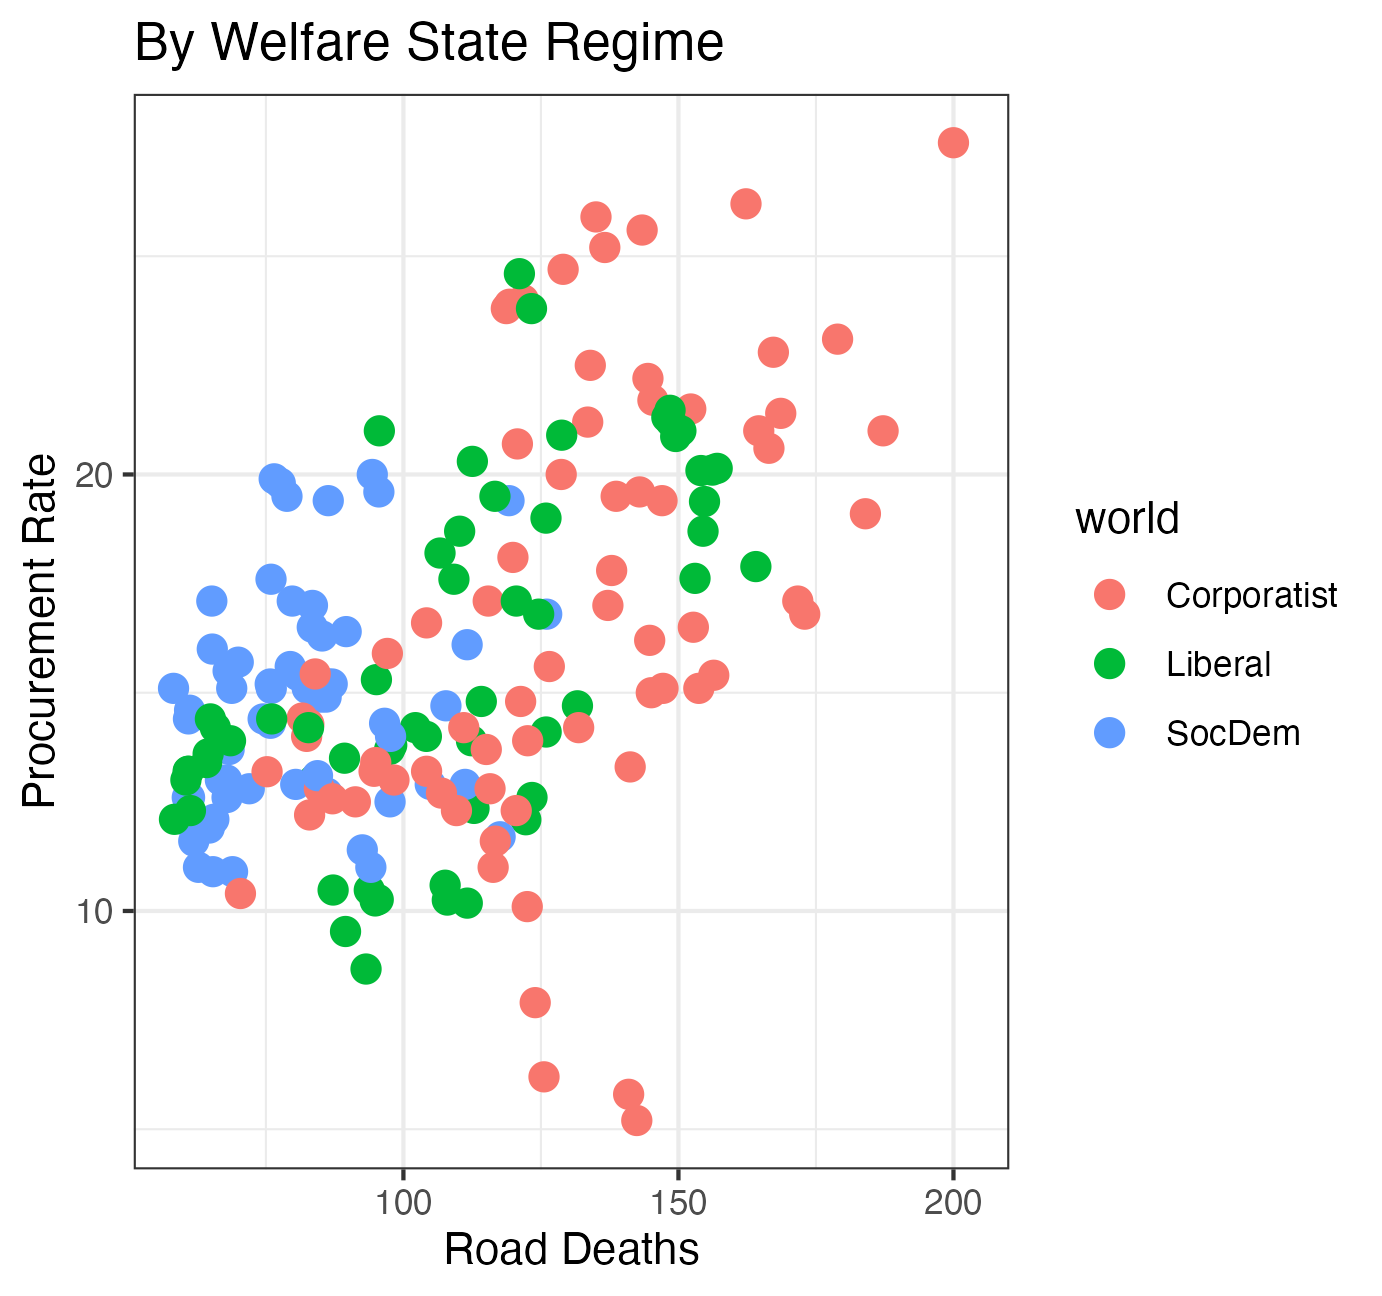 By Welfare State Regime
Procurement Rate
20
10
100
150
200
Road Deaths
world
Corporatist
Liberal
SocDem